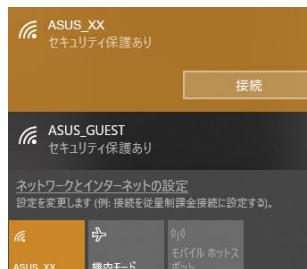 ASUS_XX
セキュリティ保護あり
接続
ASUS_GUEST
セキュリティ保護あり
ネットワークとインターネットの設定
設定を変更します (例: 接続を従量制課金接続に設定する)。
ASUS_XX
機内モード
モバイル ホットス
ポット